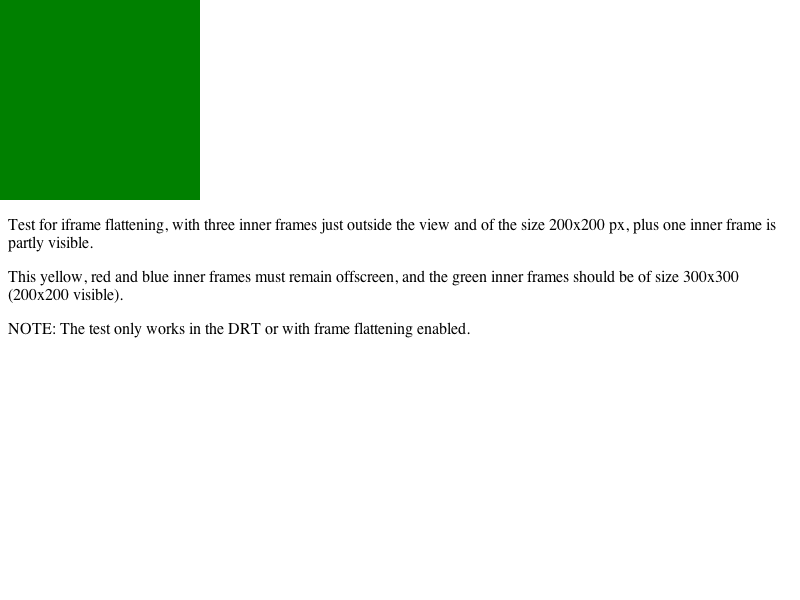 Test for iframe flattening, with three inner frames just outside the view and of the size 200x200 px, plus one inner frame is
partly visible.
This yellow, red and blue inner frames must remain offscreen, and the green inner frames should be of size 300x300
(200x200 visible).
NOTE: The test only works in the DRT or with frame flattening enabled.